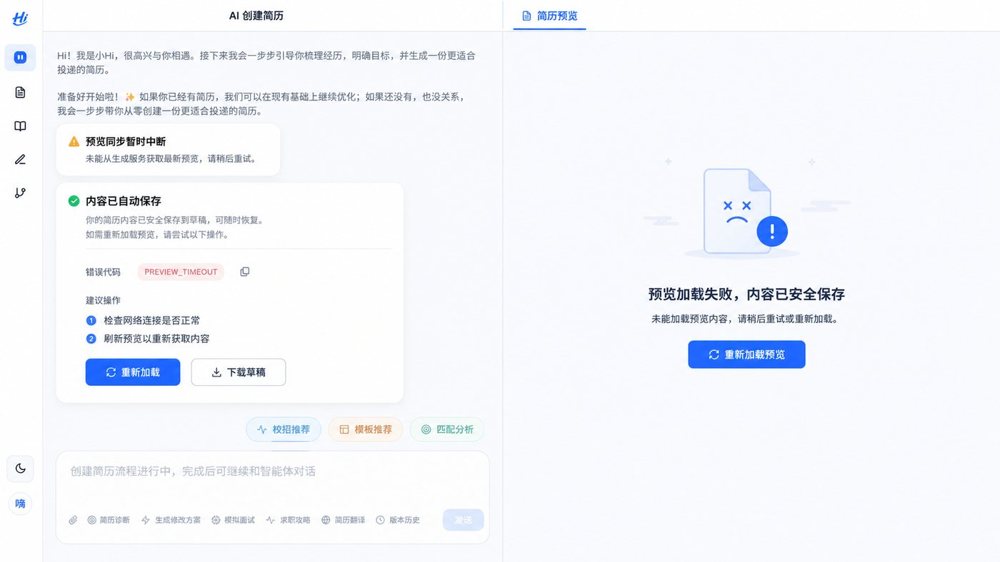 Hi
AI 创建简历
简历预览
Hi！我是小Hi，很高兴与你相遇。接下来我会一步步引导你梳理经历，明确目标，并生成一份更适合
投递的简历。
准备好开始啦！✨ 如果你已经有简历，我们可以在现有基础上继续优化；如果还没有，也没关系，
我会一步步带你从零创建一份更适合投递的简历。
预览同步暂时中断
未能从生成服务获取最新预览，请稍后重试。
内容已自动保存
你的简历内容已安全保存到草稿，可随时恢复。
如需重新加载预览，请尝试以下操作。
错误代码 PREVIEW_TIMEOUT
建议操作
1 检查网络连接是否正常
2 刷新预览以重新获取内容
重新加载 下载草稿
校招推荐 模板推荐 匹配分析
创建简历流程进行中，完成后可继续和智能体对话
简历诊断 生成修改方案 模拟面试 求职攻略 简历翻译 版本历史 发送
嘀
预览加载失败，内容已安全保存
未能加载预览内容，请稍后重试或重新加载。
重新加载预览